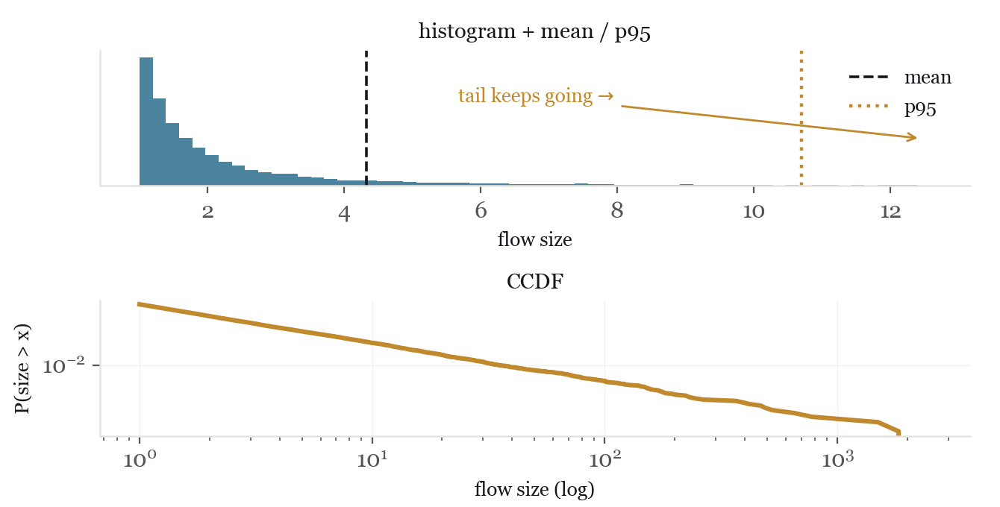 histogram + mean / p95
tail keeps going →
mean
p95
2 4 6 8 10 12
flow size
CCDF
P(size > x)
10⁻²
10⁰ 10¹ 10² 10³
flow size (log)